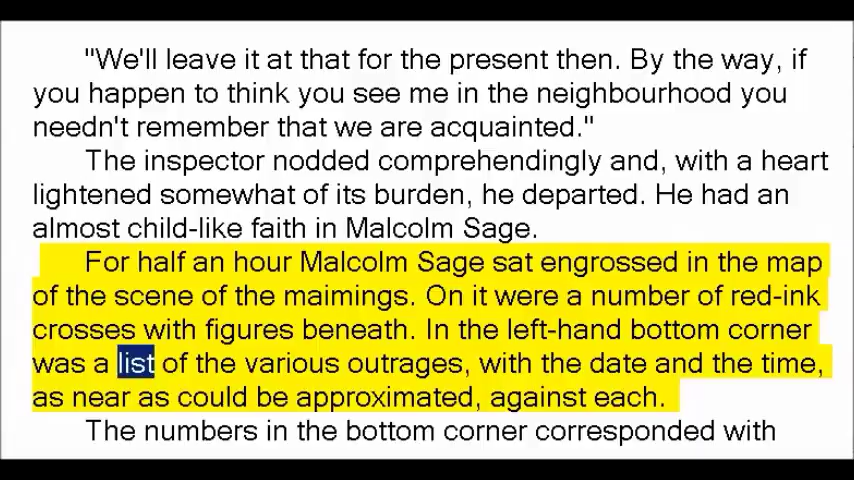 "We'll leave it at that for the present then. By the way, if
you happen to think you see me in the neighbourhood you
needn't remember that we are acquainted."
The inspector nodded comprehendingly and, with a heart
lightened somewhat of its burden, he departed. He had an
almost child-like faith in Malcolm Sage.
For half an hour Malcolm Sage sat engrossed in the map
of the scene of the maimings. On it were a number of red-ink
crosses with figures beneath. In the left-hand bottom corner
was a list of the various outrages, with the date and the time,
as near as could be approximated, against each.
The numbers in the bottom corner corresponded with